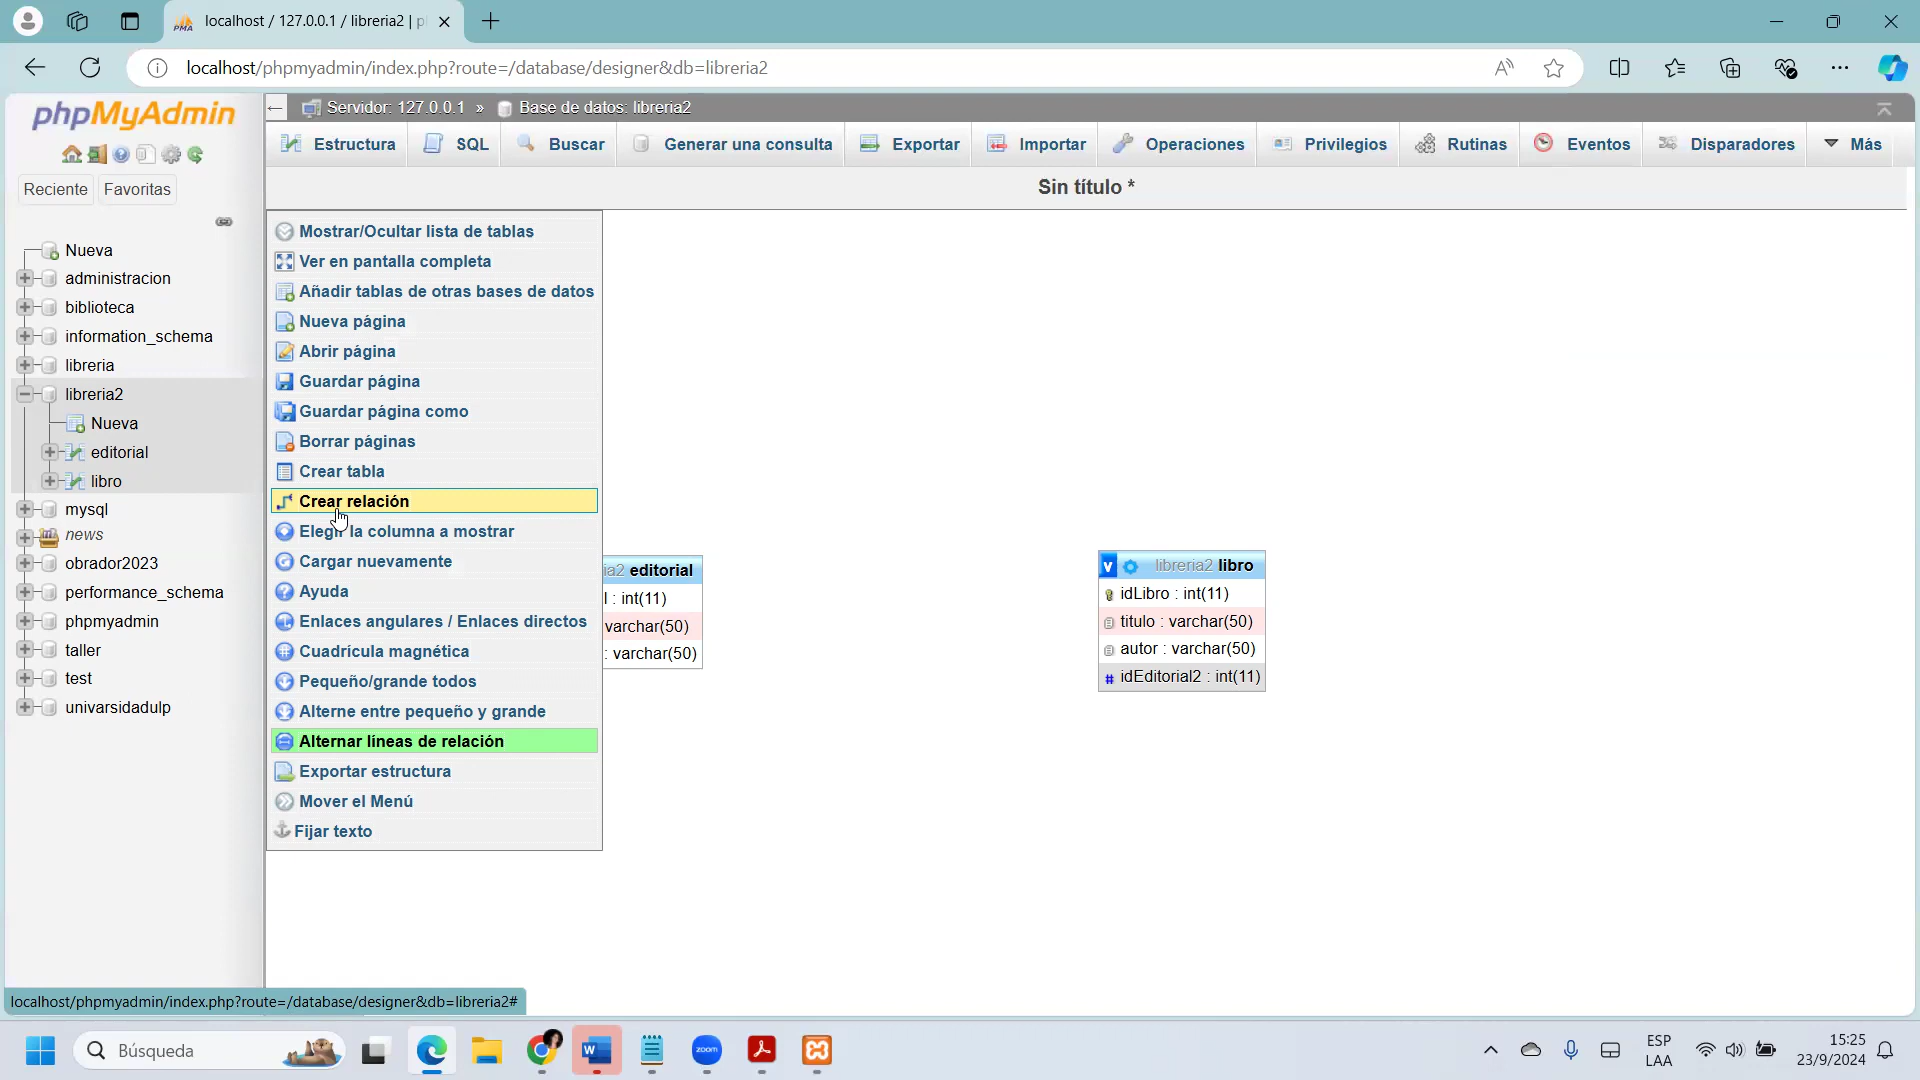 localhost / 127.0.0.1 / libreria2 | p
localhost/phpmyadmin/index.php?route=/database/designer&db=libreria2
phpMyAdmin
Reciente
Favoritas
Nueva
administracion
biblioteca
information_schema
libreria
libreria2
Nueva
editorial
libro
mysql
news
obrador2023
performance_schema
phpmyadmin
taller
test
univarsidadulp
Servidor: 127.0.0.1 » Base de datos: libreria2
Estructura
SQL
Buscar
Generar una consulta
Exportar
Importar
Operaciones
Privilegios
Rutinas
Eventos
Disparadores
Más
Sin título *
Mostrar/Ocultar lista de tablas
Ver en pantalla completa
Añadir tablas de otras bases de datos
Nueva página
Abrir página
Guardar página
Guardar página como
Borrar páginas
Crear tabla
Crear relación
Elegir la columna a mostrar
Cargar nuevamente
Ayuda
Enlaces angulares / Enlaces directos
Cuadrícula magnética
Pequeño/grande todos
Alterne entre pequeño y grande
Alternar líneas de relación
Exportar estructura
Mover el Menú
Fijar texto
ia2 editorial
l : int(11)
varchar(50)
: varchar(50)
v libreria2 libro
idLibro : int(11)
titulo : varchar(50)
autor : varchar(50)
# idEditorial2 : int(11)
localhost/phpmyadmin/index.php?route=/database/designer&db=libreria2#
Búsqueda
zoom
ESP
LAA
15:25
23/9/2024